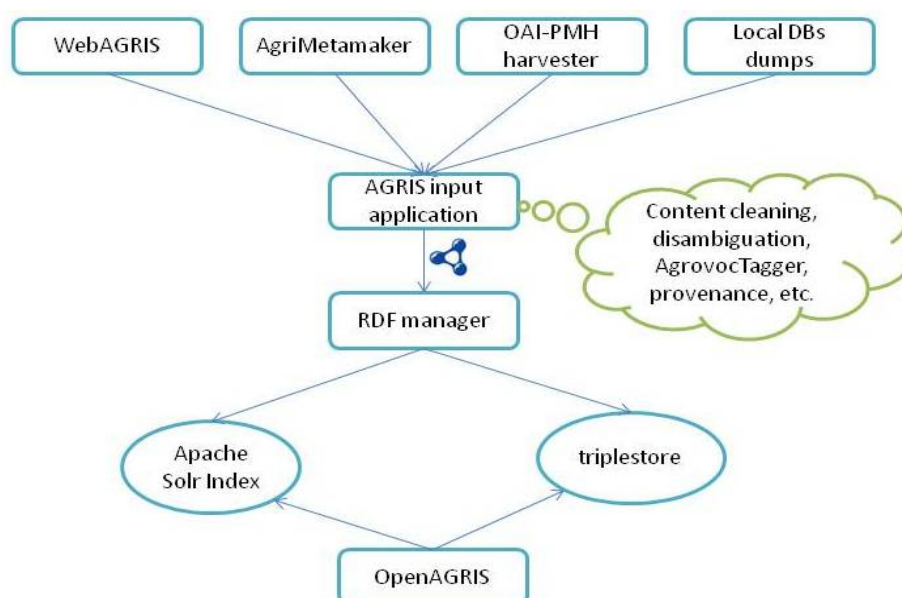 WebAGRIS
AgriMetamaker
OAI-PMH
harvester
Local DBs
dumps
AGRIS input
application
Content cleaning,
disambiguation,
AgrovocTagger,
provenance, etc.
RDF manager
Apache
Solr Index
triplestore
OpenAGRIS